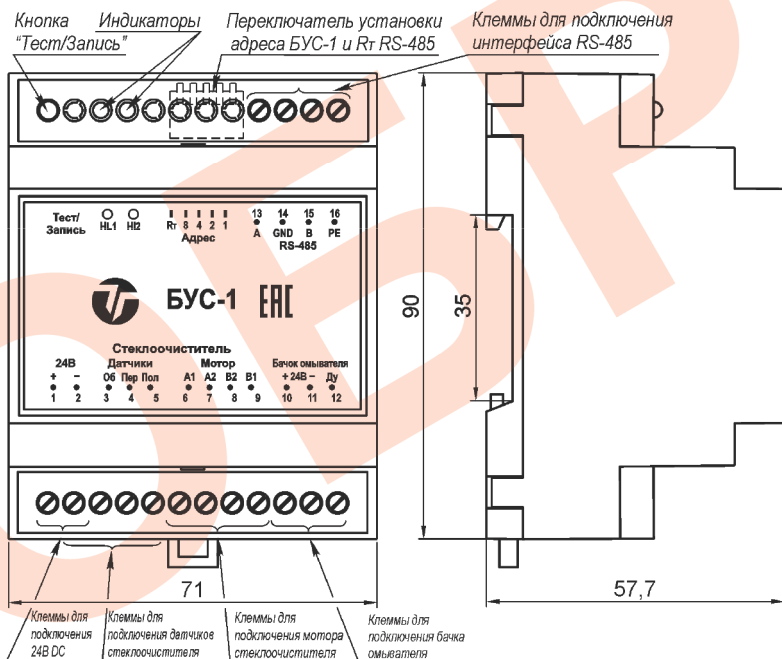 Кнопка
"Тест/Запись"
Индикаторы
Переключатель установки
адреса БУС-1 и Rт RS-485
Клеммы для подключения
интерфейса RS-485
Тест/
Запись
HL1 Hl2
Rт 8 4 2 1
Адрес
13 14 15 16
A GND B PE
RS-485
БУС-1 EAC
Стеклоочиститель
24В Датчики Мотор Бачок омывателя
+ − Об Пер Пол A1 A2 B2 B1 + 24В − Ду
1 2 3 4 5 6 7 8 9 10 11 12
90
35
71
57,7
Клеммы для
подключения
24В DC
Клеммы для
подключения датчиков
стеклоочистителя
Клеммы для
подключения мотора
стеклоочистителя
Клеммы для
подключения бачка
омывателя
ОБР